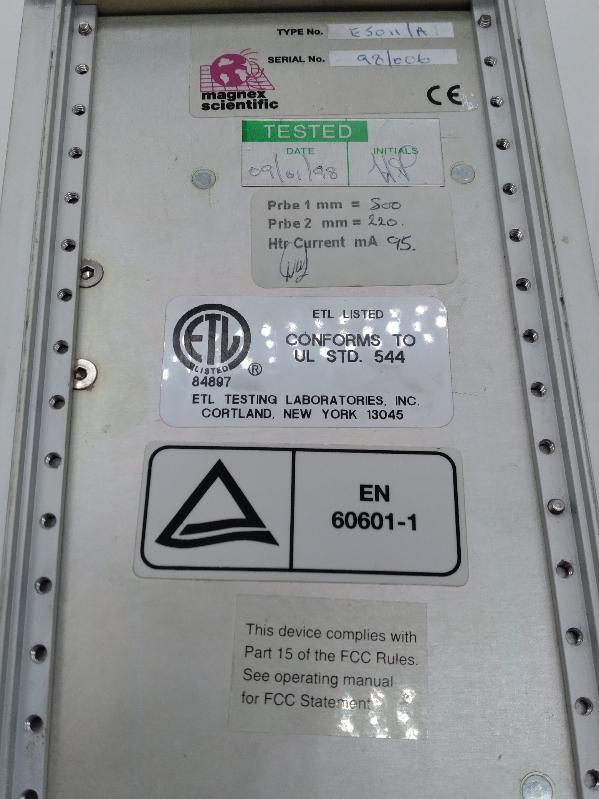 TYPE No. E5011/A
SERIAL No. 98/006
magnex
scientific
CE
TESTED
DATE INITIALS
09/01/98
Prbe 1 mm = 500
Prbe 2 mm = 220.
Htr Current mA 95.
ETL
LISTED
84897
®
ETL LISTED
CONFORMS TO
UL STD. 544
ETL TESTING LABORATORIES, INC.
CORTLAND, NEW YORK 13045
EN
60601-1
This device complies with
Part 15 of the FCC Rules.
See operating manual
for FCC Statement